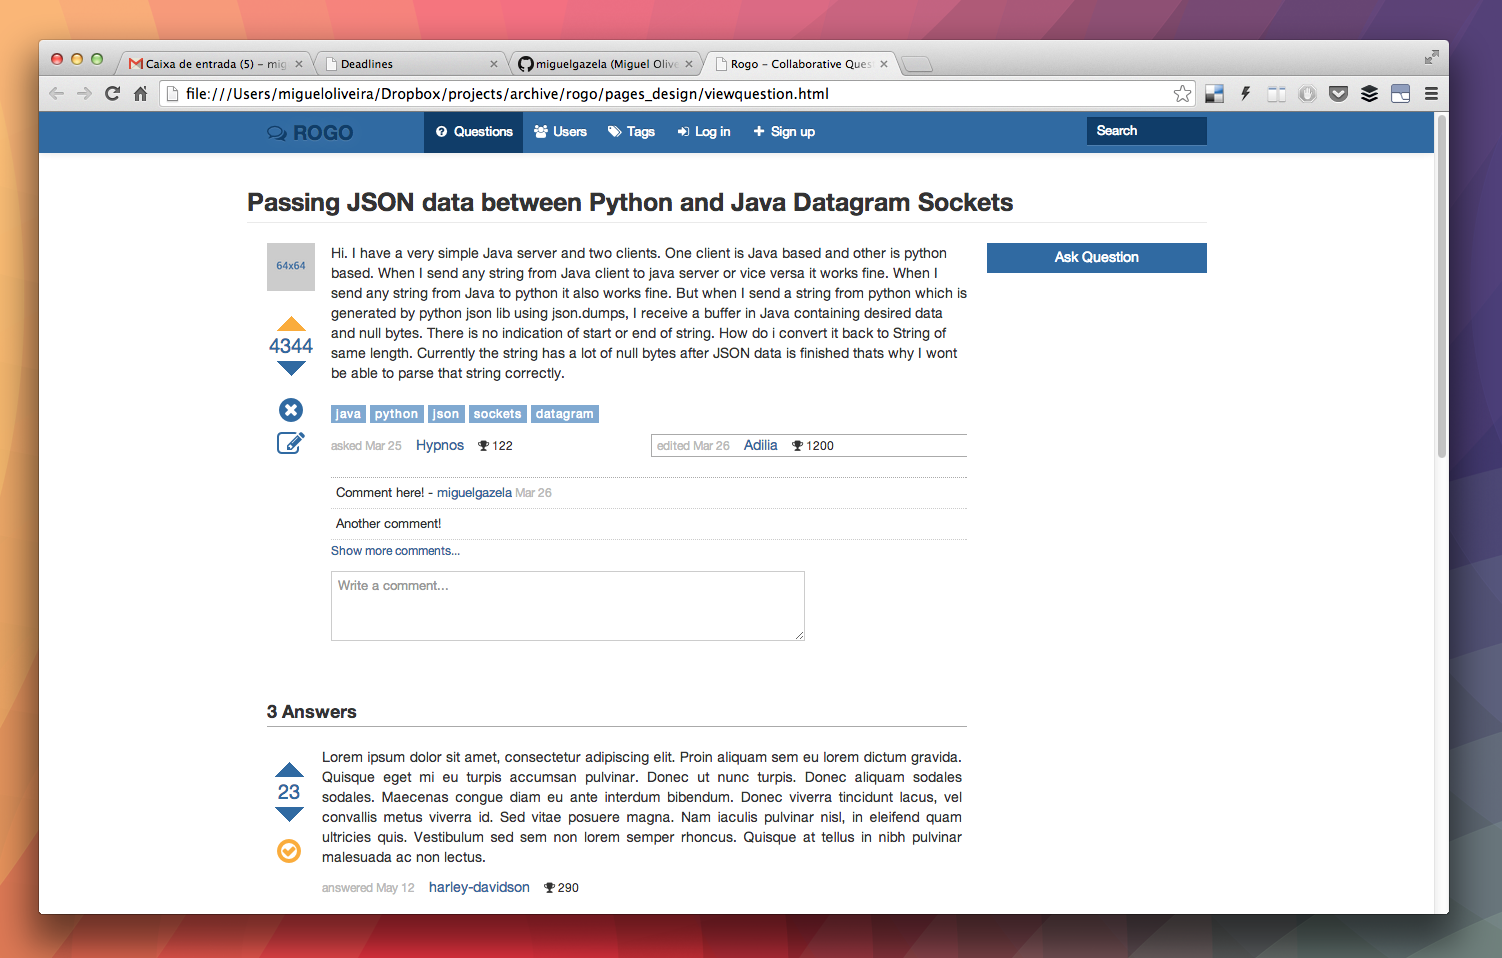 Caixa de entrada (5) – mig
Deadlines
miguelgazela (Miguel Olive
Rogo – Collaborative Ques
file:///Users/migueloliveira/Dropbox/projects/archive/rogo/pages_design/viewquestion.html
ROGO
Questions
Users
Tags
Log in
Sign up
Search
Passing JSON data between Python and Java Datagram Sockets
64x64
Hi. I have a very simple Java server and two clients. One client is Java based and other is python
based. When I send any string from Java client to java server or vice versa it works fine. When I
send any string from Java to python it also works fine. But when I send a string from python which is
generated by python json lib using json.dumps, I receive a buffer in Java containing desired data
and null bytes. There is no indication of start or end of string. How do i convert it back to String of
same length. Currently the string has a lot of null bytes after JSON data is finished thats why I wont
be able to parse that string correctly.
Ask Question
4344
java python json sockets datagram
asked Mar 25 Hypnos 122
edited Mar 26 Adilia 1200
Comment here! - miguelgazela Mar 26
Another comment!
Show more comments...
Write a comment...
3 Answers
23
Lorem ipsum dolor sit amet, consectetur adipiscing elit. Proin aliquam sem eu lorem dictum gravida.
Quisque eget mi eu turpis accumsan pulvinar. Donec ut nunc turpis. Donec aliquam sodales
sodales. Maecenas congue diam eu ante interdum bibendum. Donec viverra tincidunt lacus, vel
convallis metus viverra id. Sed vitae posuere magna. Nam iaculis pulvinar nisl, in eleifend quam
ultricies quis. Vestibulum sed sem non lorem semper rhoncus. Quisque at tellus in nibh pulvinar
malesuada ac non lectus.
answered May 12 harley-davidson 290